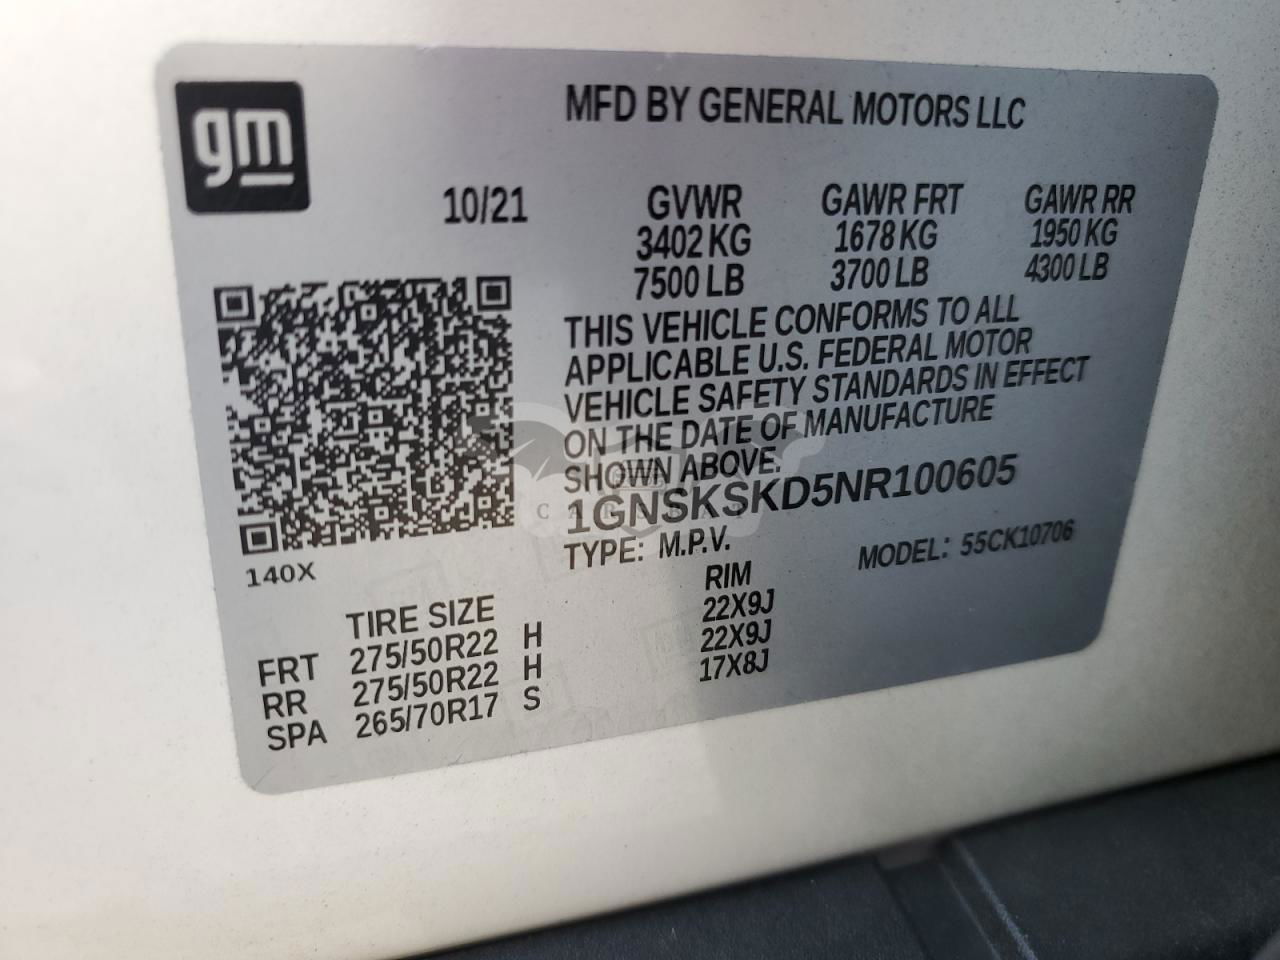 gm
MFD BY GENERAL MOTORS LLC
10/21
GVWR GAWR FRT GAWR RR
3402 KG 1678 KG 1950 KG
7500 LB 3700 LB 4300 LB
THIS VEHICLE CONFORMS TO ALL
APPLICABLE U.S. FEDERAL MOTOR
VEHICLE SAFETY STANDARDS IN EFFECT
ON THE DATE OF MANUFACTURE
SHOWN ABOVE.
1GNSKSKD5NR100605
TYPE: M.P.V. MODEL: 55CK10706
140X
TIRE SIZE RIM
FRT 275/50R22 H 22X9J
RR 275/50R22 H 22X9J
SPA 265/70R17 S 17X8J